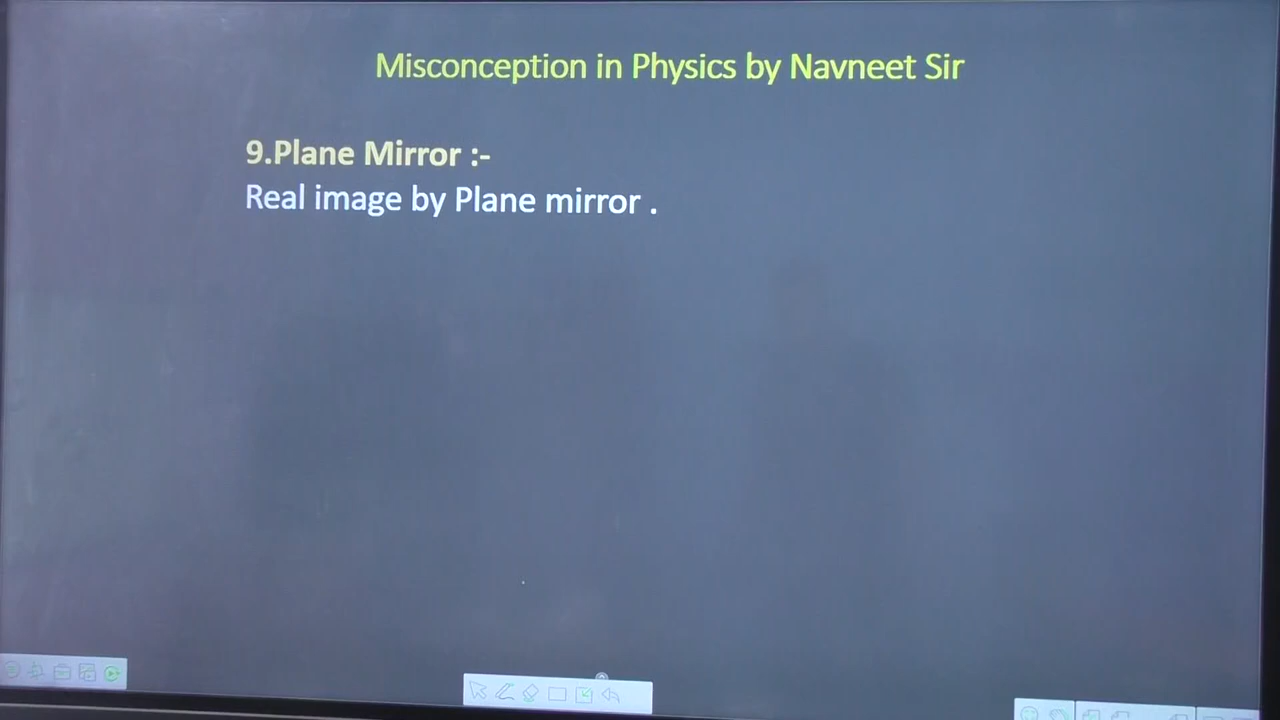 Misconception in Physics by Navneet Sir
9.Plane Mirror :-
Real image by Plane mirror .